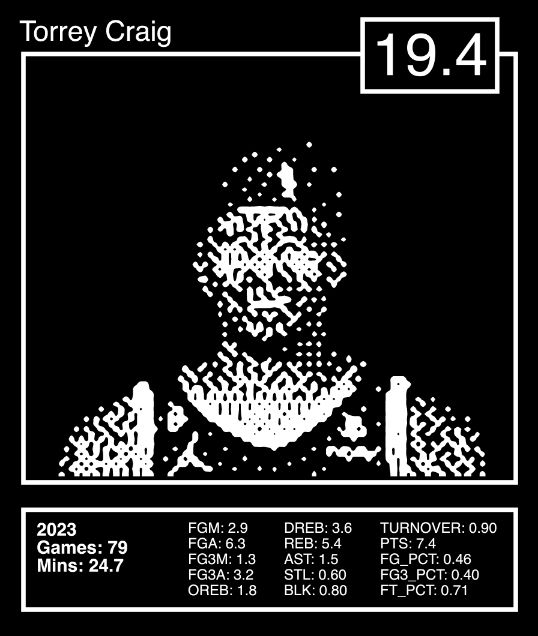 Torrey Craig
19.4
2023
Games: 79
Mins: 24.7
FGM: 2.9
FGA: 6.3
FG3M: 1.3
FG3A: 3.2
OREB: 1.8
DREB: 3.6
REB: 5.4
AST: 1.5
STL: 0.60
BLK: 0.80
TURNOVER: 0.90
PTS: 7.4
FG_PCT: 0.46
FG3_PCT: 0.40
FT_PCT: 0.71